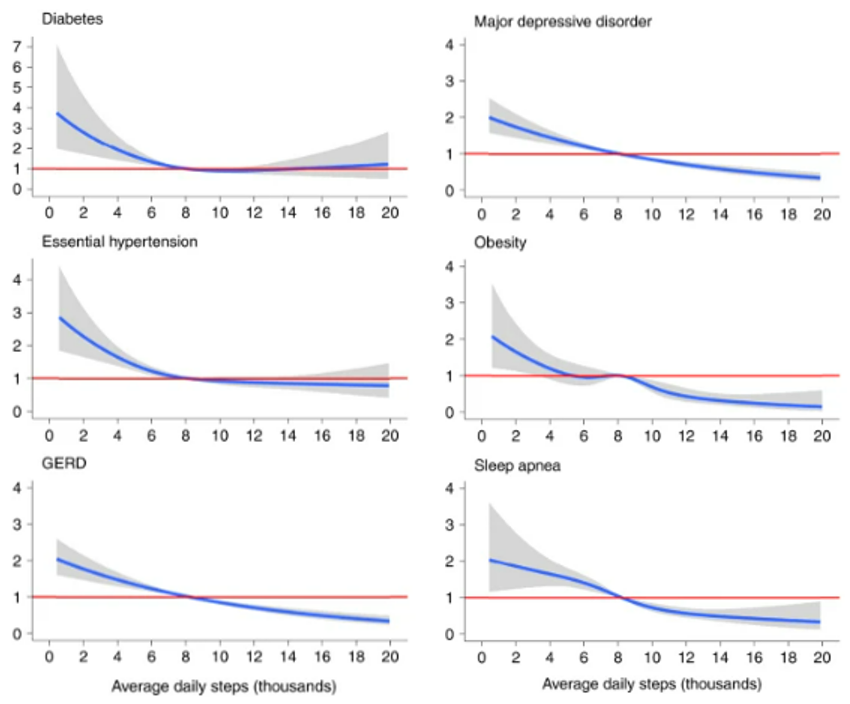 Diabetes
7
6
5
4
3
2
1
0
0 2 4 6 8 10 12 14 16 18 20
Major depressive disorder
4
3
2
1
0
0 2 4 6 8 10 12 14 16 18 20
Essential hypertension
4
3
2
1
0
0 2 4 6 8 10 12 14 16 18 20
Obesity
4
3
2
1
0
0 2 4 6 8 10 12 14 16 18 20
GERD
4
3
2
1
0
0 2 4 6 8 10 12 14 16 18 20
Average daily steps (thousands)
Sleep apnea
4
3
2
1
0
0 2 4 6 8 10 12 14 16 18 20
Average daily steps (thousands)